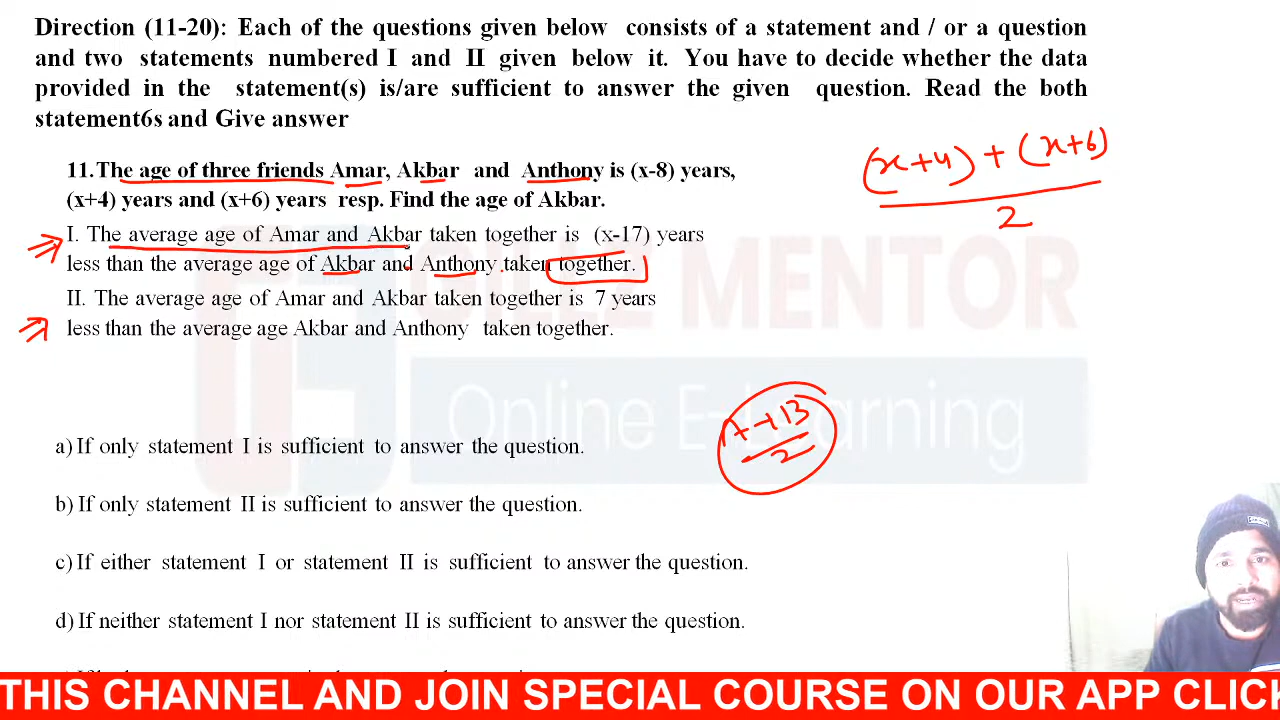 Direction (11-20): Each of the questions given below consists of a statement and / or a question
and two statements numbered I and II given below it. You have to decide whether the data
provided in the statement(s) is/are sufficient to answer the given question. Read the both
statement6s and Give answer
(x+4) + (x+6)
2
11.The age of three friends Amar, Akbar and Anthony is (x-8) years,
(x+4) years and (x+6) years resp. Find the age of Akbar.
I. The average age of Amar and Akbar taken together is (x-17) years
less than the average age of Akbar and Anthony taken together.
II. The average age of Amar and Akbar taken together is 7 years
less than the average age Akbar and Anthony taken together.
MENTOR
Online E-Learning
13
2
a) If only statement I is sufficient to answer the question.
b) If only statement II is sufficient to answer the question.
c) If either statement I or statement II is sufficient to answer the question.
d) If neither statement I nor statement II is sufficient to answer the question.
THIS CHANNEL AND JOIN SPECIAL COURSE ON OUR APP CLICK